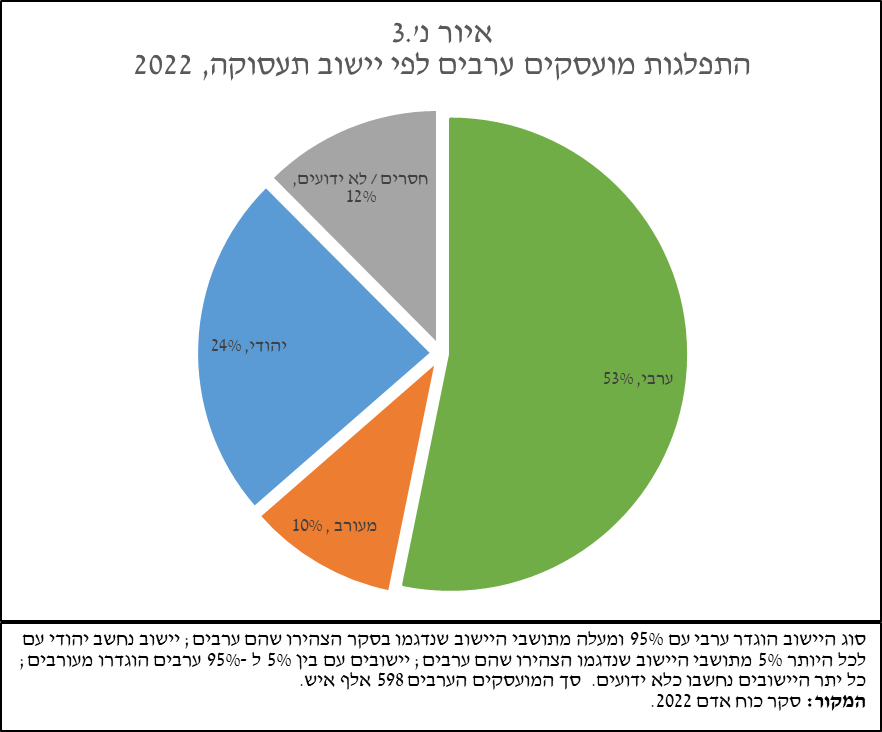 איור נ'.3
התפלגות מועסקים ערבים לפי יישוב תעסוקה, 2022
חסרים / לא ידועים,
12%
יהודי, 24%
ערבי, 53%
מעורב , 10%
סוג היישוב הוגדר ערבי עם 95% ומעלה מתושבי היישוב שנדגמו בסקר הצהירו שהם ערבים; יישוב נחשב יהודי עם
לכל היותר 5% מתושבי היישוב שנדגמו הצהירו שהם ערבים; יישובים עם בין 5% ל -95% ערבים הוגדרו מעורבים;
כל יתר היישובים נחשבו כלא ידועים. סך המועסקים הערבים 598 אלף איש.
המקור: סקר כוח אדם 2022.